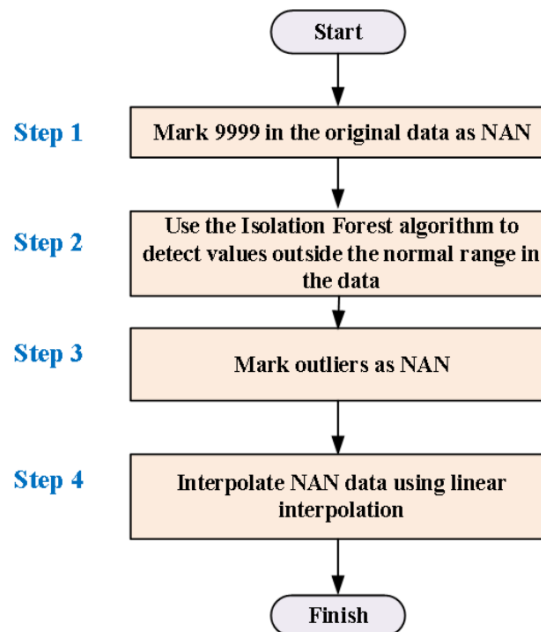 Start
Step 1
Mark 9999 in the original data as NAN
Step 2
Use the Isolation Forest algorithm to
detect values outside the normal range in
the data
Step 3
Mark outliers as NAN
Step 4
Interpolate NAN data using linear
interpolation
Finish